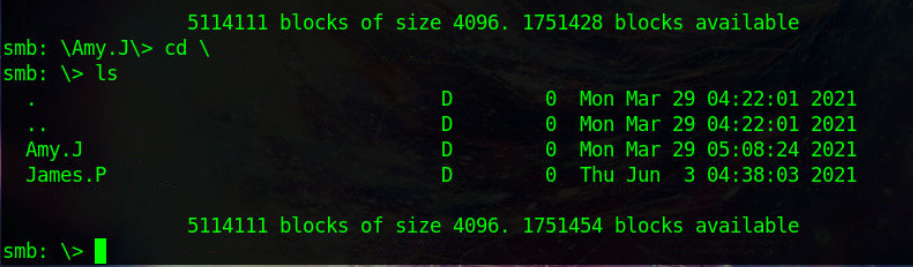 5114111 blocks of size 4096. 1751428 blocks available
smb: \Amy.J\> cd \
smb: \> ls
. D 0 Mon Mar 29 04:22:01 2021
.. D 0 Mon Mar 29 04:22:01 2021
Amy.J D 0 Mon Mar 29 05:08:24 2021
James.P D 0 Thu Jun 3 04:38:03 2021
5114111 blocks of size 4096. 1751454 blocks available
smb: \>